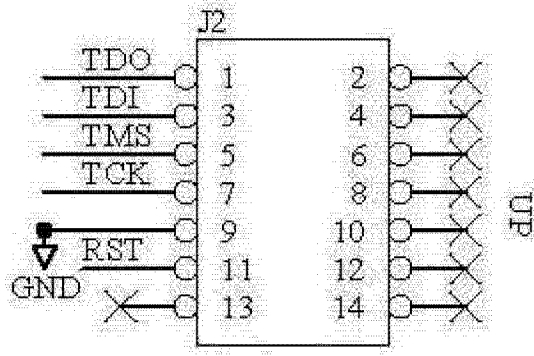 J2
TDO 1 2
TDI 3 4
TMS 5 6
TCK 7 8
9 10
RST 11 12
GND
13 14
UP